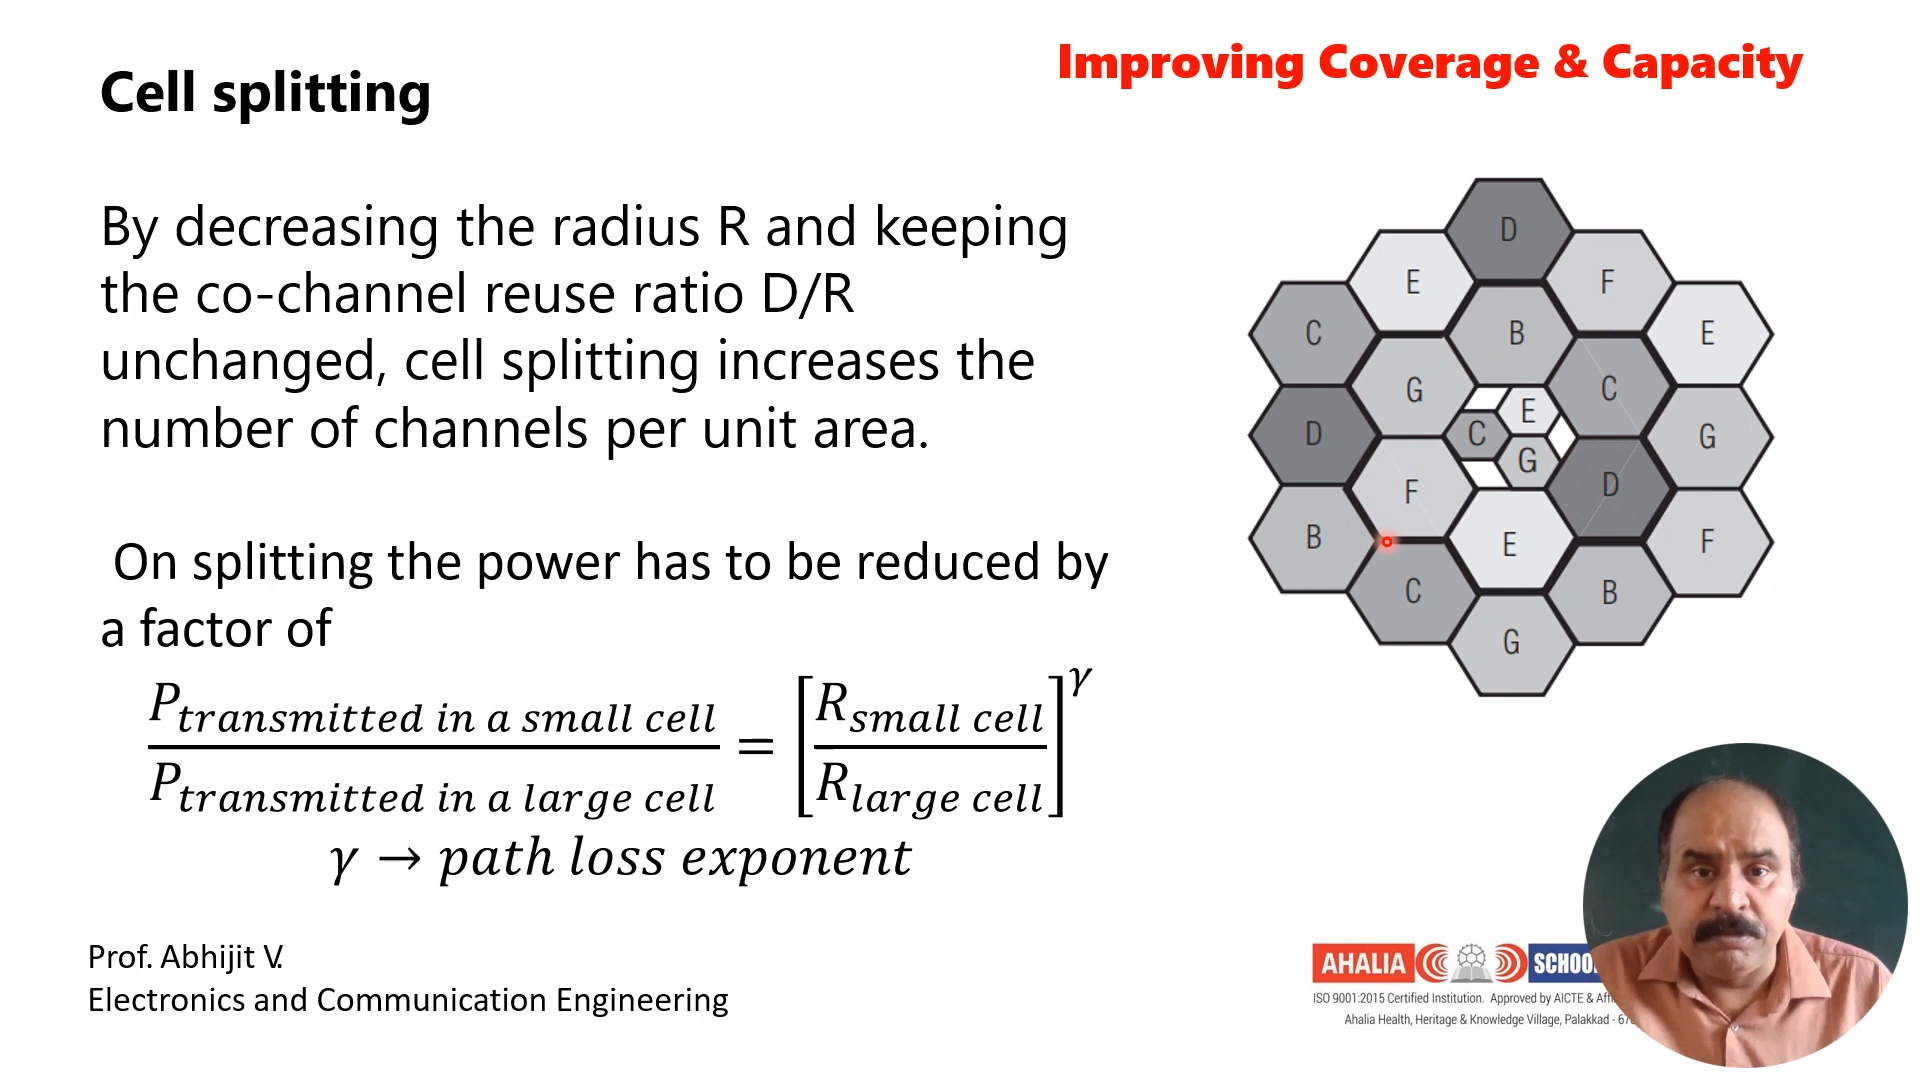 Improving Coverage & Capacity
Cell splitting
By decreasing the radius R and keeping
the co-channel reuse ratio D/R
unchanged, cell splitting increases the
number of channels per unit area.
On splitting the power has to be reduced by
a factor of
P_transmitted in a small cell / P_transmitted in a large cell = [R_small cell / R_large cell]^γ
γ → path loss exponent
D
E
F
C
B
E
G
C
E
C
D
G
G
F
D
B
E
F
C
B
G
Prof. Abhijit V.
Electronics and Communication Engineering
AHALIA SCHOO
ISO 9001:2015 Certified Institution. Approved by AICTE & Aff
Ahalia Health, Heritage & Knowledge Village, Palakkad - 67